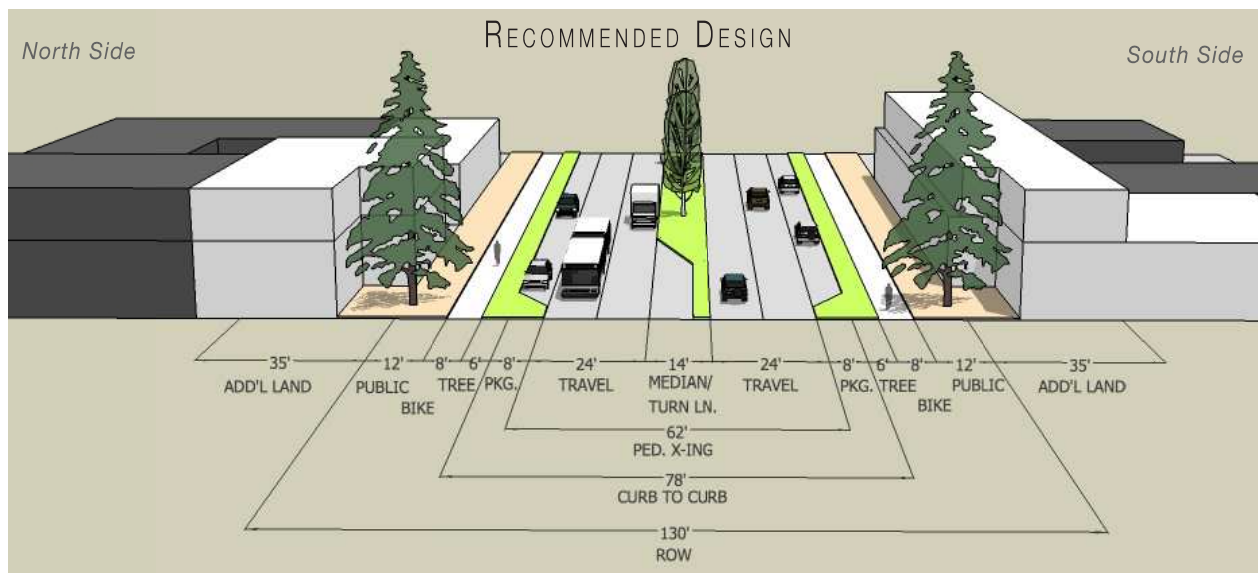 RECOMMENDED DESIGN
North Side
South Side
35' 12' 8' 6' 8' 24' 14' 24' 8' 6' 8' 12' 35'
ADD'L LAND PUBLIC BIKE TREE PKG. TRAVEL MEDIAN/ TURN LN. TRAVEL PKG. TREE BIKE PUBLIC ADD'L LAND
62'
PED. X-ING
78'
CURB TO CURB
130'
ROW